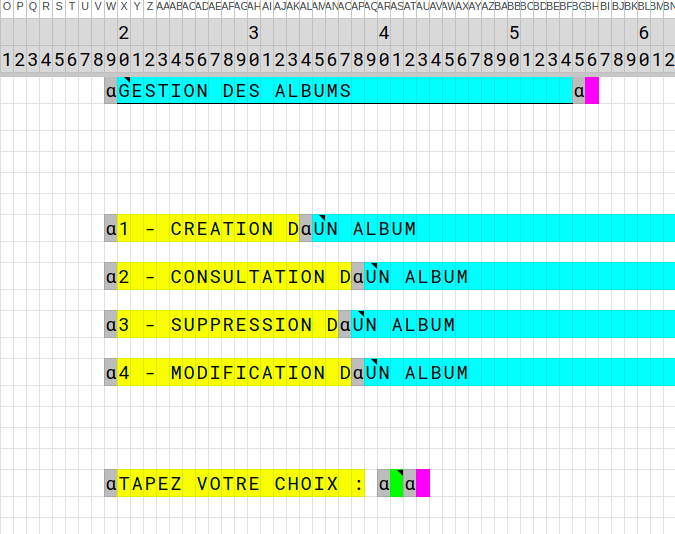 O P Q R S T U V W X Y Z AA AB AC AD AE AF AG AH AI AJ AK AL AM AN AO AP AQ AR AS AT AU AV AW AX AY AZ BA BB BC BD BE BF BG BH BI BJ BK BL BM BN
2 3 4 5 6
1234567890123456789012345678901234567890123456789012
αGESTION DES ALBUMS α
α1 - CREATION DαUN ALBUM
α2 - CONSULTATION DαUN ALBUM
α3 - SUPPRESSION DαUN ALBUM
α4 - MODIFICATION DαUN ALBUM
αTAPEZ VOTRE CHOIX : α α